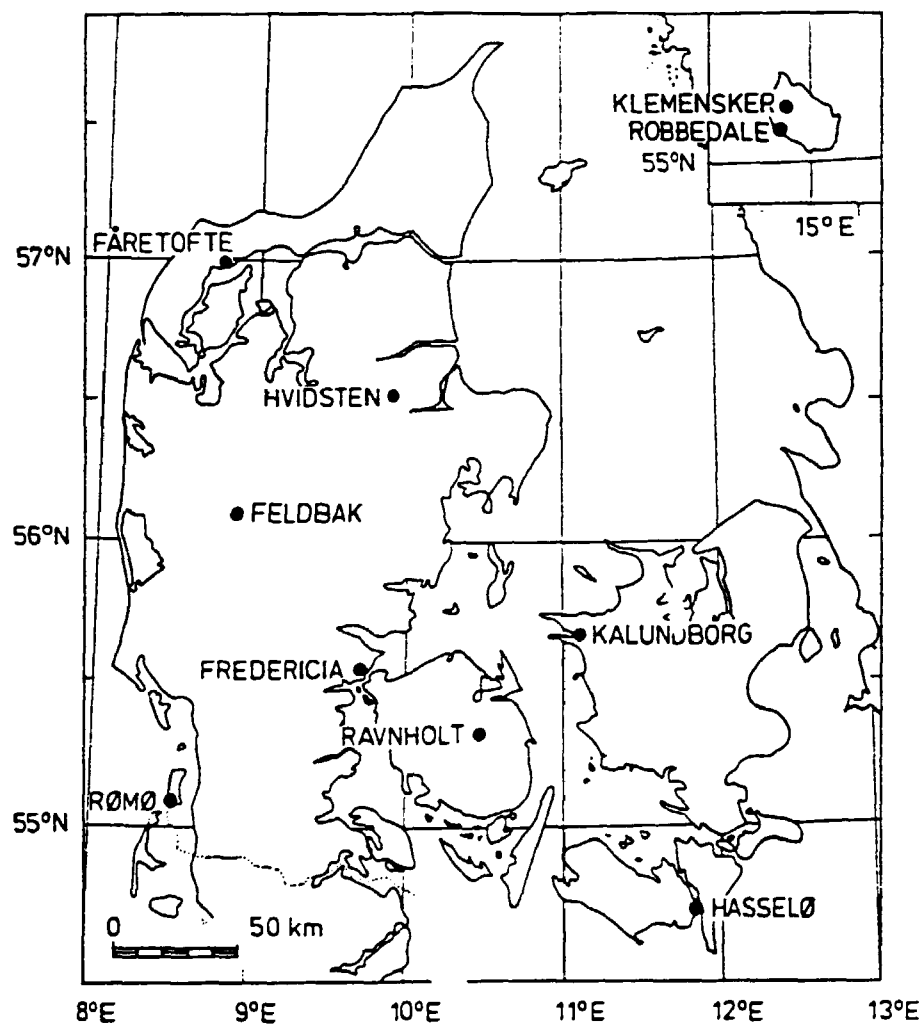 KLEMENSKER
ROBBEDALE
55°N
15° E
FÅRETOFTE
57°N
HVIDSTEN
FELDBAK
56°N
KALUNDBORG
FREDERICIA
RAVNHOLT
RØMØ
55°N
HASSELØ
0 50 km
8°E 9°E 10°E 11°E 12°E 13°E